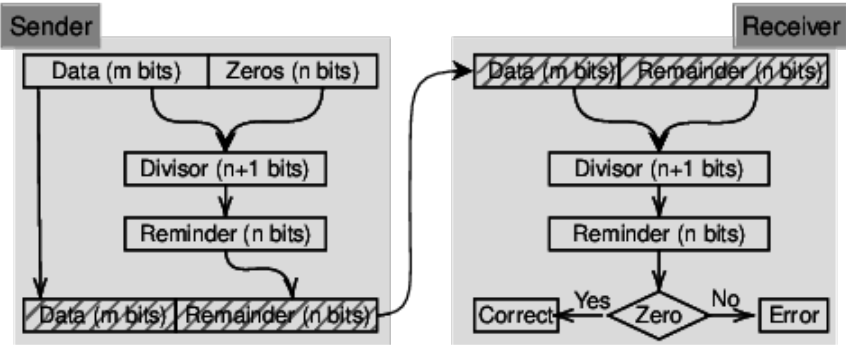 Sender
Data (m bits) Zeros (n bits)
Divisor (n+1 bits)
Reminder (n bits)
Data (m bits) Remainder (n bits)
Receiver
Data (m bits) Remainder (n bits)
Divisor (n+1 bits)
Reminder (n bits)
Correct Yes Zero No Error